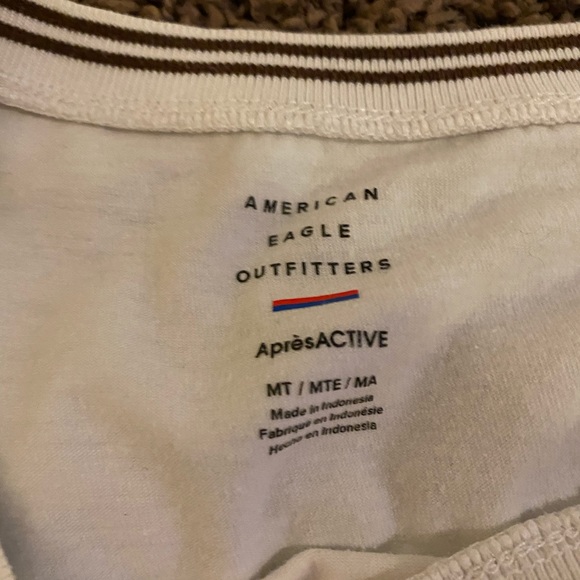 AMERICAN
EAGLE
OUTFITTERS
AprèsACTIVE
MT / MTE / MA
Made in Indonesia
Fabriqué en Indonésie
Hecho en Indonesia